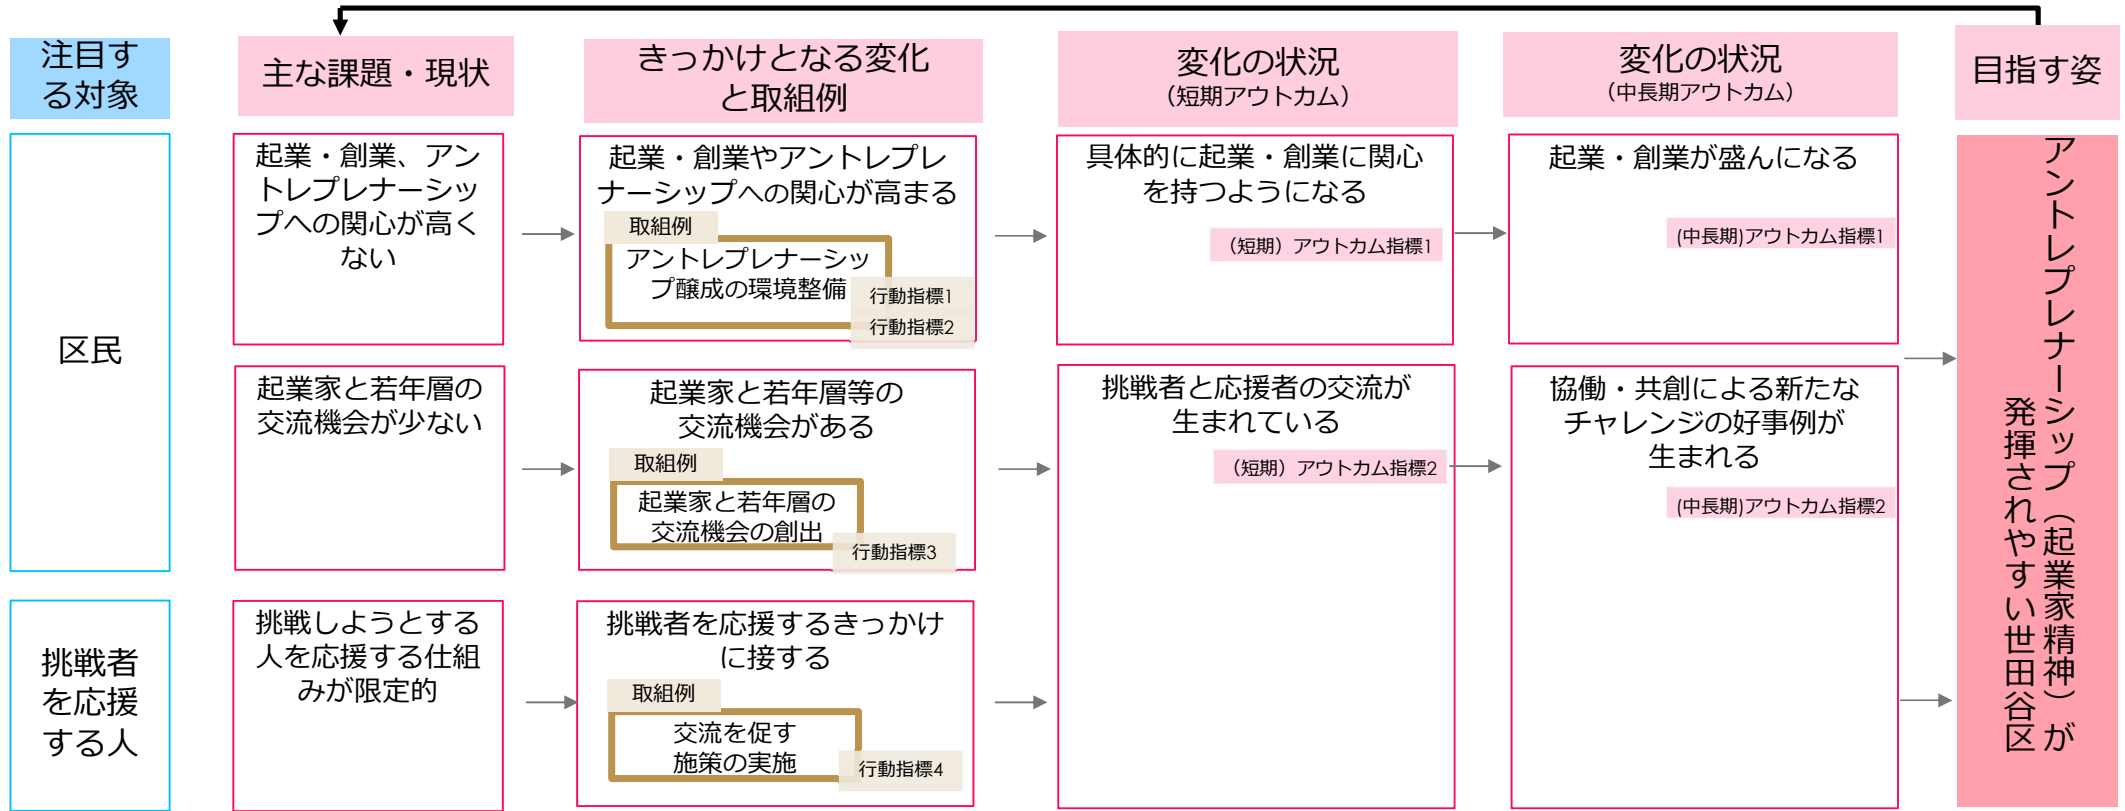 注目す
る対象
主な課題・現状
きっかけとなる変化
と取組例
変化の状況
（短期アウトカム）
変化の状況
（中長期アウトカム）
目指す姿
区民
起業・創業、アン
トレプレナーシッ
プへの関心が高く
ない
起業・創業やアントレプレ
ナーシップへの関心が高まる
取組例
アントレプレナーシッ
プ醸成の環境整備
行動指標1
行動指標2
具体的に起業・創業に関心
を持つようになる
（短期）アウトカム指標1
起業・創業が盛んになる
(中長期)アウトカム指標1
起業家と若年層の
交流機会が少ない
起業家と若年層等の
交流機会がある
取組例
起業家と若年層の
交流機会の創出
行動指標3
挑戦者と応援者の交流が
生まれている
（短期）アウトカム指標2
協働・共創による新たな
チャレンジの好事例が
生まれる
(中長期)アウトカム指標2
挑戦者
を応援
する人
挑戦しようとする
人を応援する仕組
みが限定的
挑戦者を応援するきっかけ
に接する
取組例
交流を促す
施策の実施
行動指標4
アントレプレナーシップ（起業家精神）が
発揮されやすい世田谷区